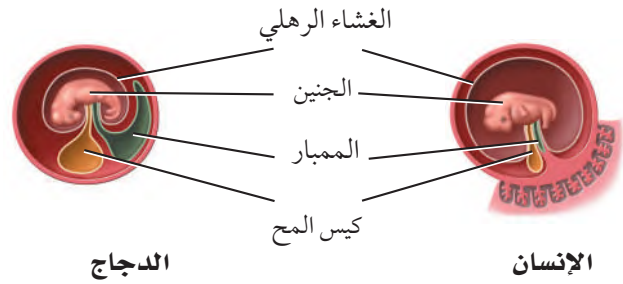 الغشاء الرهلي
الجنين
الممبار
كيس المح
الإنسان
الدجاج